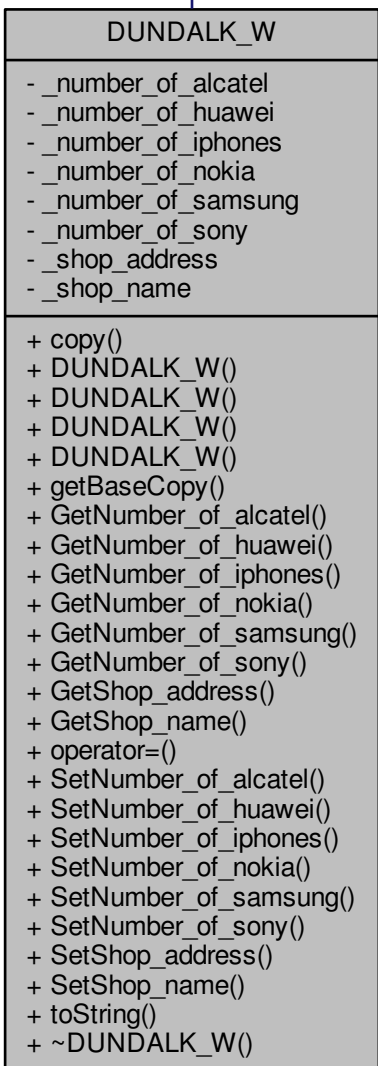 DUNDALK_W
- _number_of_alcatel
- _number_of_huawei
- _number_of_iphones
- _number_of_nokia
- _number_of_samsung
- _number_of_sony
- _shop_address
- _shop_name
+ copy()
+ DUNDALK_W()
+ DUNDALK_W()
+ DUNDALK_W()
+ DUNDALK_W()
+ getBaseCopy()
+ GetNumber_of_alcatel()
+ GetNumber_of_huawei()
+ GetNumber_of_iphones()
+ GetNumber_of_nokia()
+ GetNumber_of_samsung()
+ GetNumber_of_sony()
+ GetShop_address()
+ GetShop_name()
+ operator=()
+ SetNumber_of_alcatel()
+ SetNumber_of_huawei()
+ SetNumber_of_iphones()
+ SetNumber_of_nokia()
+ SetNumber_of_samsung()
+ SetNumber_of_sony()
+ SetShop_address()
+ SetShop_name()
+ toString()
+ ~DUNDALK_W()